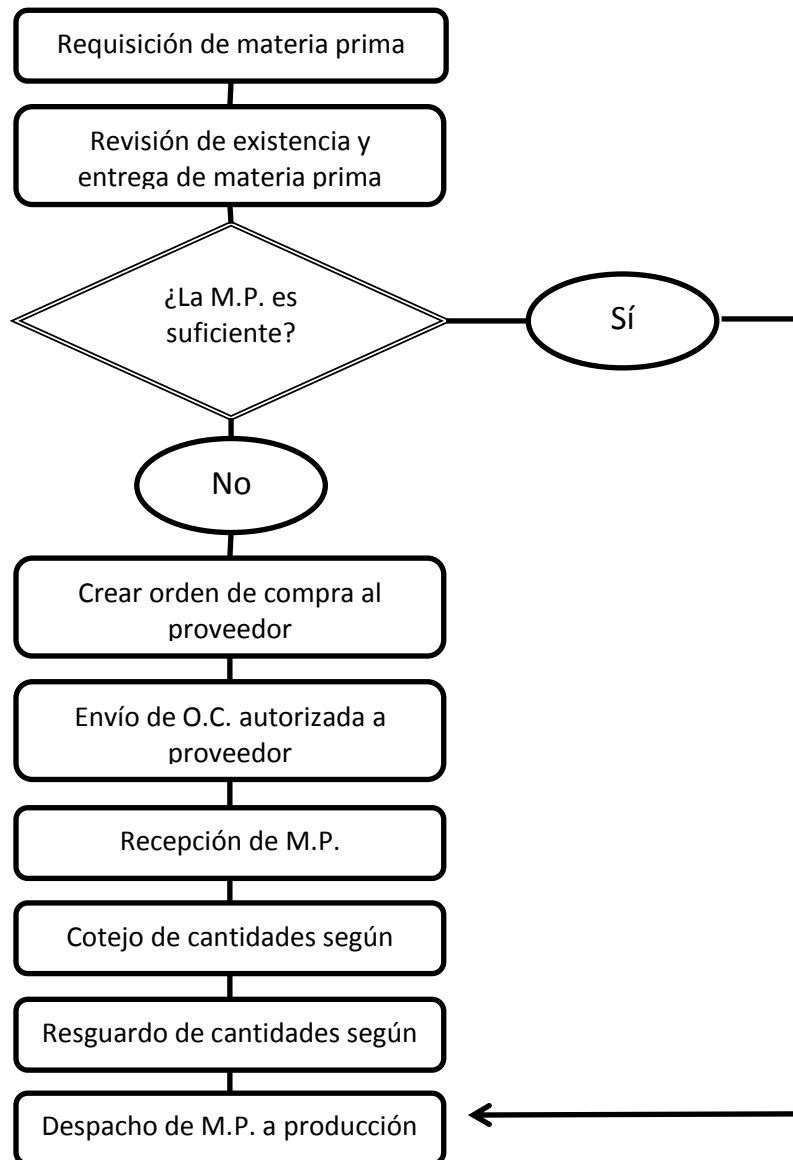 Requisición de materia prima
Revisión de existencia y
entrega de materia prima
¿La M.P. es
suficiente?
Sí
No
Crear orden de compra al
proveedor
Envío de O.C. autorizada a
proveedor
Recepción de M.P.
Cotejo de cantidades según
Resguardo de cantidades según
Despacho de M.P. a producción